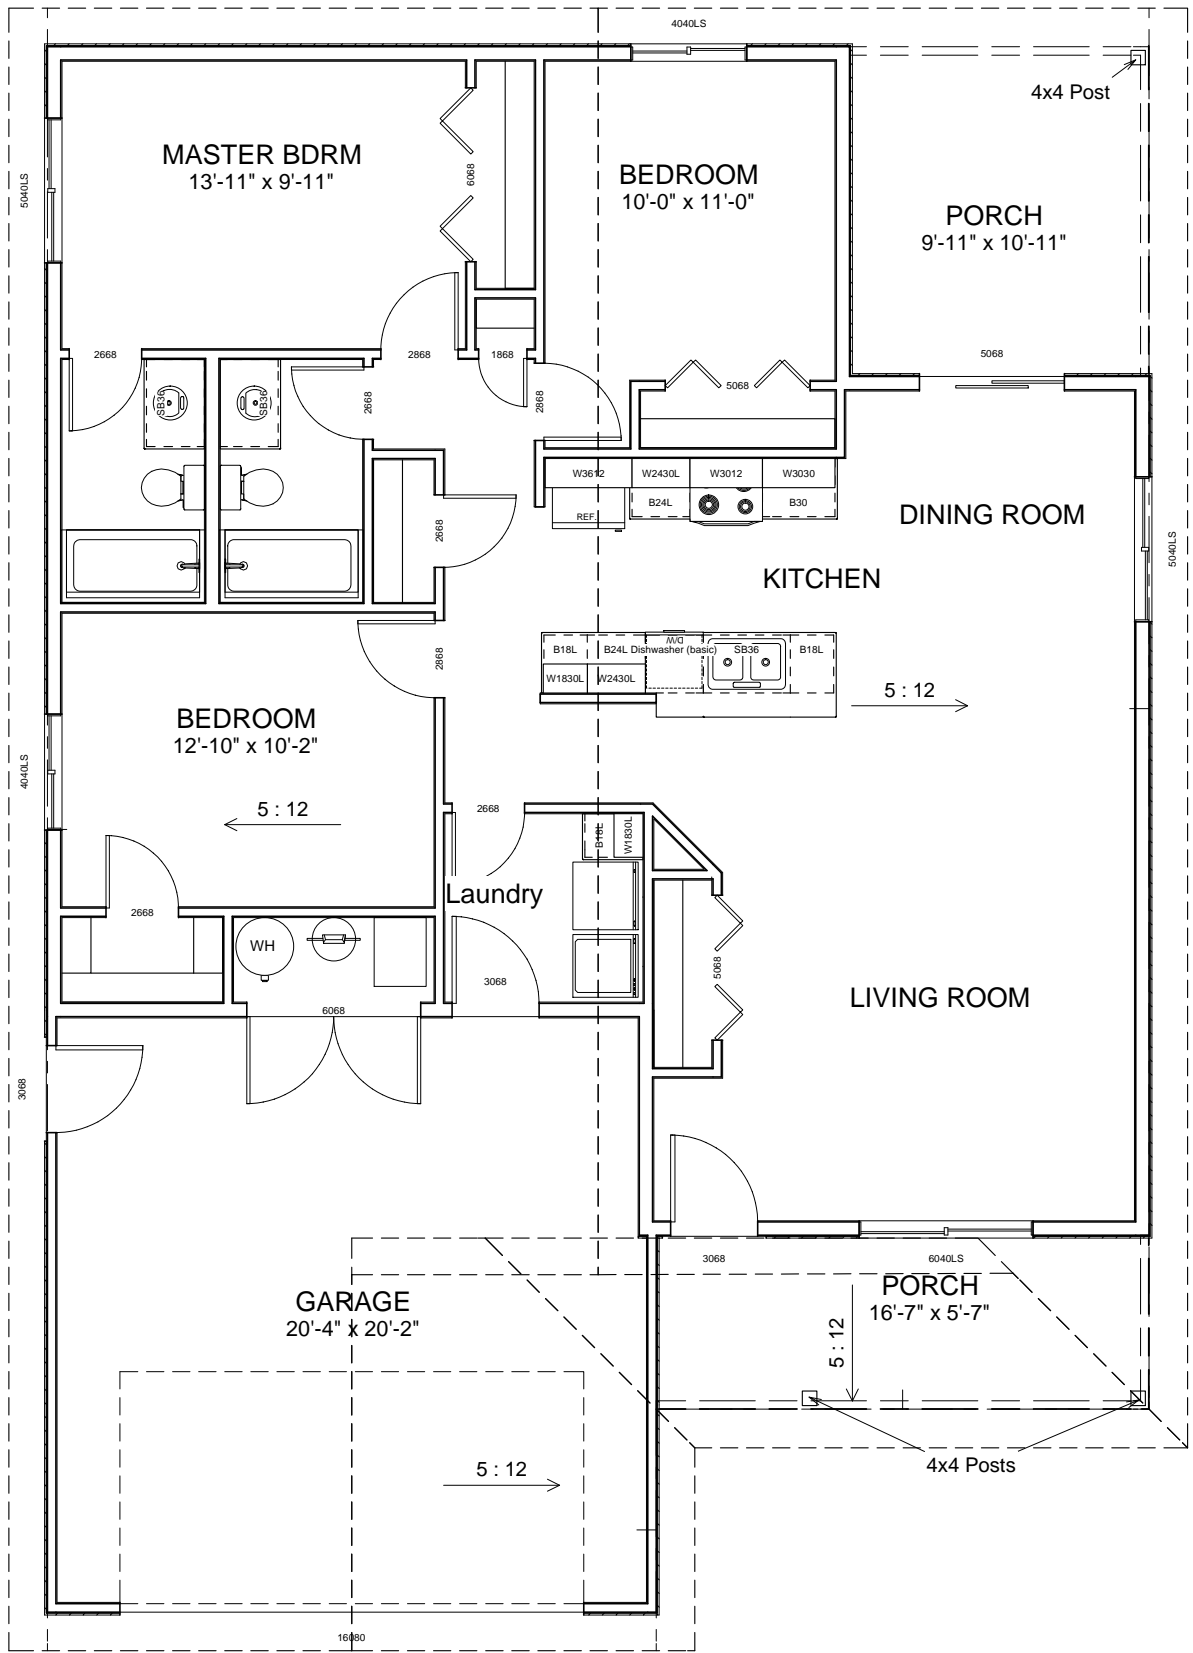 4040LS
4x4 Post
MASTER BDRM
13'-11" x 9'-11"
5040LS
6068
BEDROOM
10'-0" x 11'-0"
PORCH
9'-11" x 10'-11"
2668
2868
1868
5068
5068
SB36
SB36
2668
2868
W3612
W2430L
W3012
W3030
B24L
B30
REF.
2668
DINING ROOM
5040LS
KITCHEN
D/W
B18L
B24L
Dishwasher (basic)
SB36
B18L
W1830L
W2430L
2868
5 : 12
BEDROOM
12'-10" x 10'-2"
4040LS
5 : 12
2668
B18L
W1830L
Laundry
2668
WH
3068
5068
LIVING ROOM
6068
3068
3068
6040LS
PORCH
16'-7" x 5'-7"
GARAGE
20'-4" x 20'-2"
5 : 12
4x4 Posts
5 : 12
16080